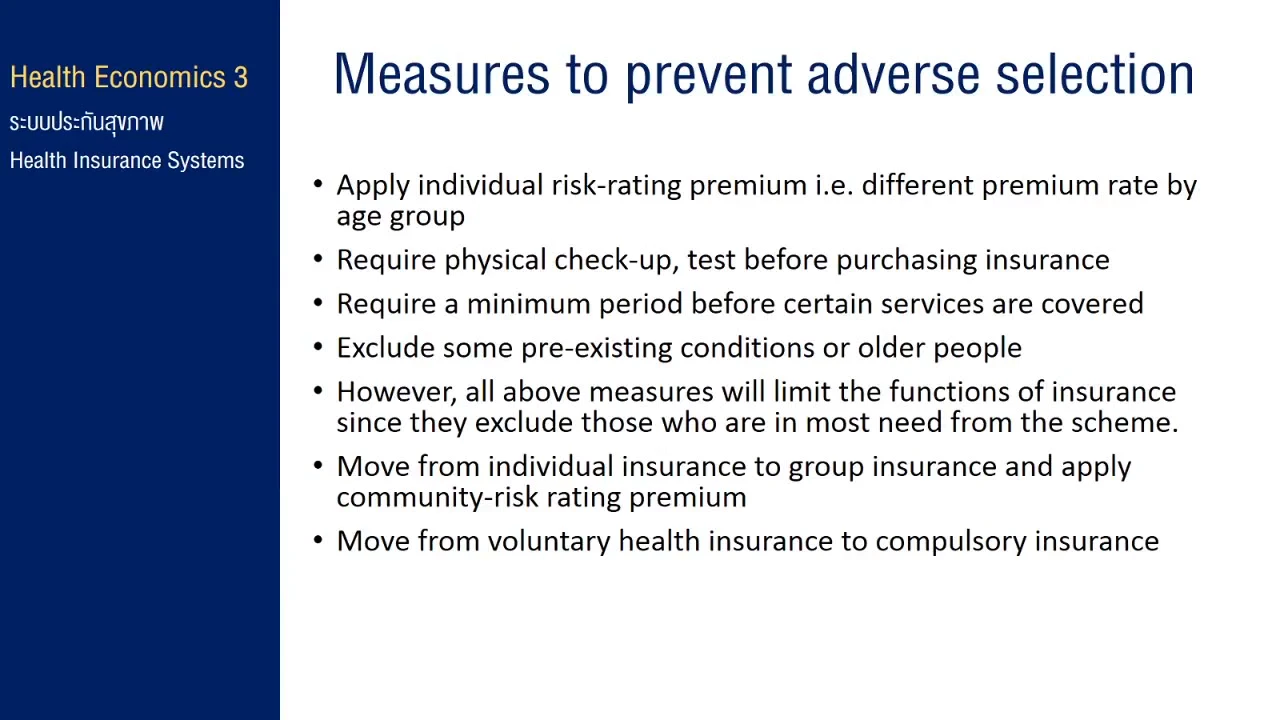 Health Economics 3
ระบบประกันสุขภาพ
Health Insurance Systems
Measures to prevent adverse selection
• Apply individual risk-rating premium i.e. different premium rate by
age group
• Require physical check-up, test before purchasing insurance
• Require a minimum period before certain services are covered
• Exclude some pre-existing conditions or older people
• However, all above measures will limit the functions of insurance
since they exclude those who are in most need from the scheme.
• Move from individual insurance to group insurance and apply
community-risk rating premium
• Move from voluntary health insurance to compulsory insurance